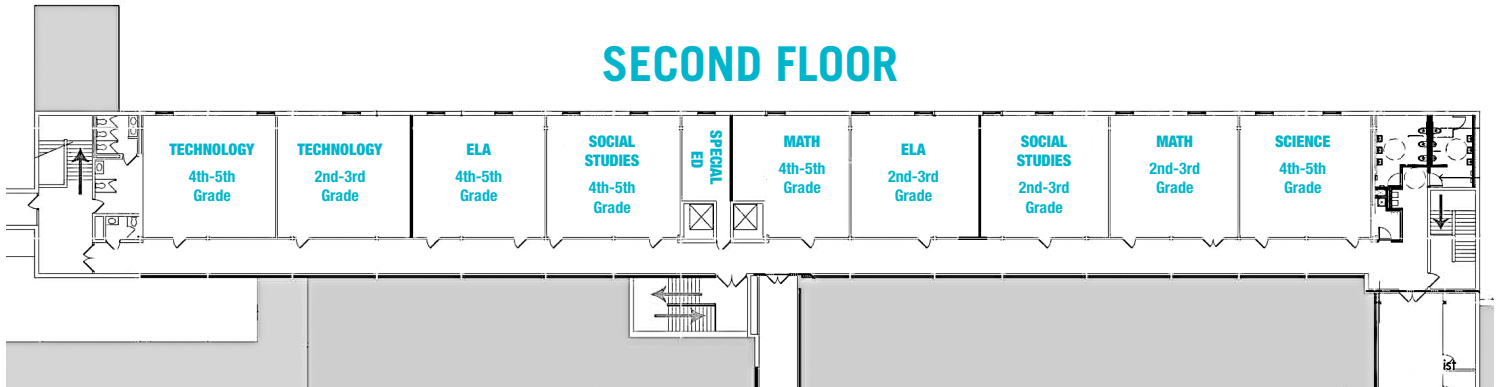 SECOND FLOOR
TECHNOLOGY
4th-5th
Grade
TECHNOLOGY
2nd-3rd
Grade
ELA
4th-5th
Grade
SOCIAL
STUDIES
4th-5th
Grade
SPECIAL
ED
MATH
4th-5th
Grade
ELA
2nd-3rd
Grade
SOCIAL
STUDIES
2nd-3rd
Grade
MATH
2nd-3rd
Grade
SCIENCE
4th-5th
Grade
ist